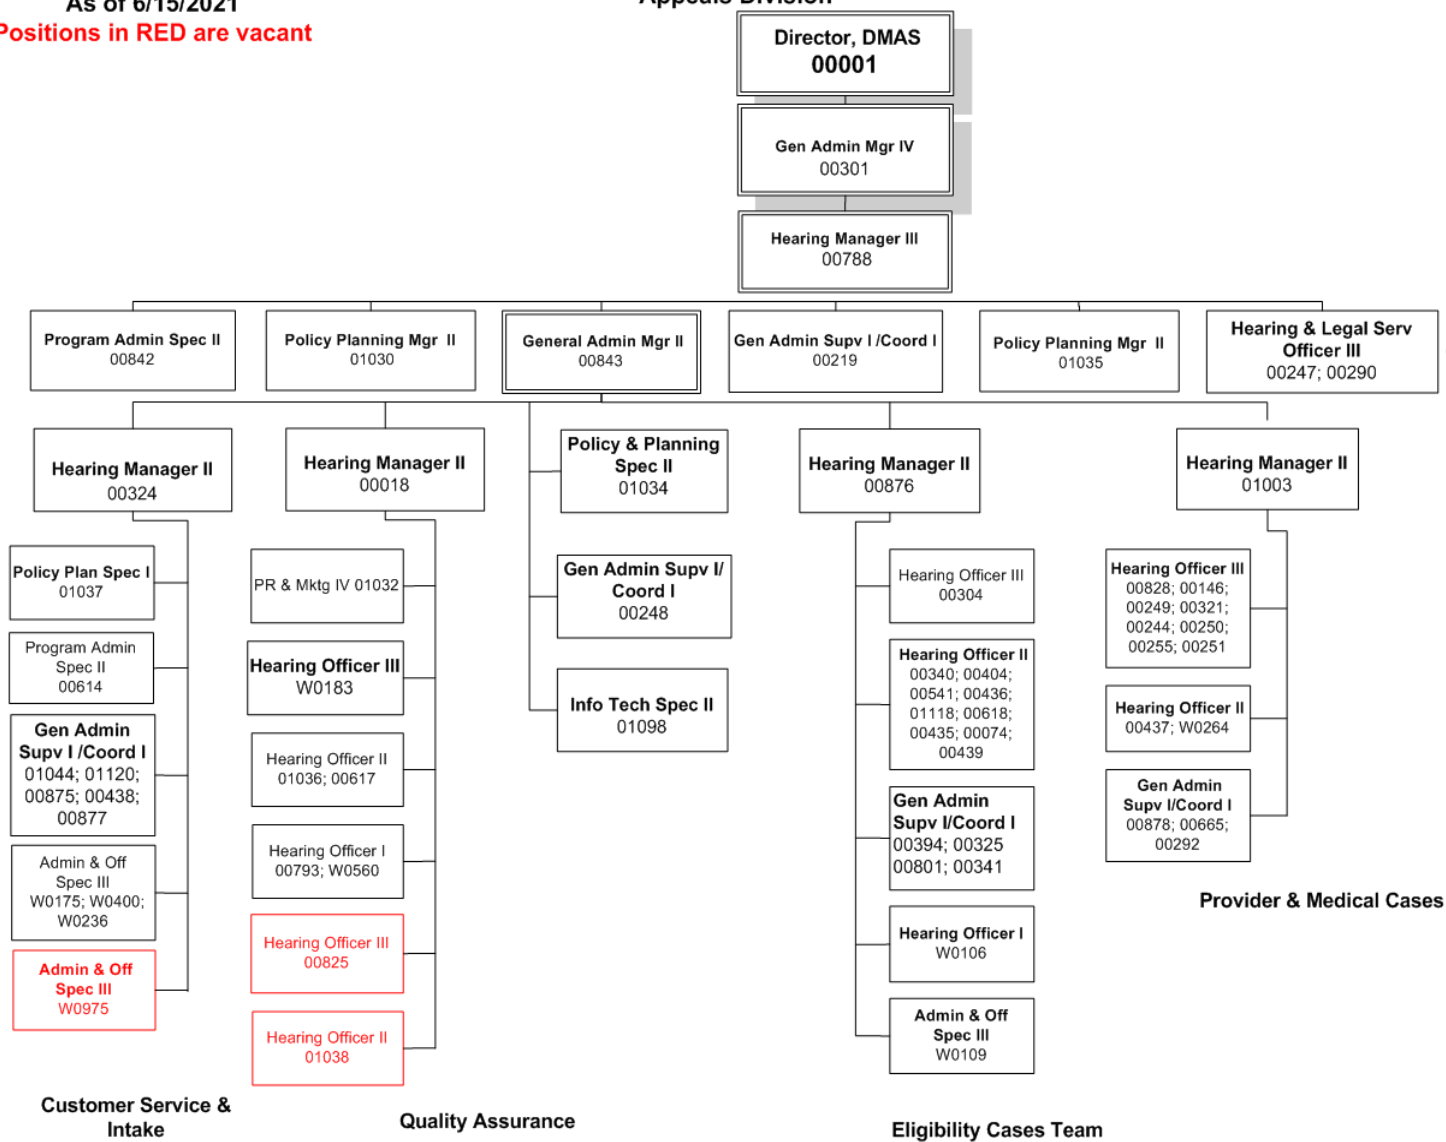 As of 6/15/2021
Positions in RED are vacant
Appeals Division
Director, DMAS
00001
Gen Admin Mgr IV
00301
Hearing Manager III
00788
Program Admin Spec II
00842
Policy Planning Mgr II
01030
General Admin Mgr II
00843
Gen Admin Supv I /Coord I
00219
Policy Planning Mgr II
01035
Hearing & Legal Serv
Officer III
00247; 00290
Hearing Manager II
00324
Policy Plan Spec I
01037
Program Admin
Spec II
00614
Gen Admin
Supv I /Coord I
01044; 01120;
00875; 00438;
00877
Admin & Off
Spec III
W0175; W0400;
W0236
Admin & Off
Spec III
W0975
Customer Service &
Intake
Hearing Manager II
00018
PR & Mktg IV 01032
Hearing Officer III
W0183
Hearing Officer II
01036; 00617
Hearing Officer I
00793; W0560
Hearing Officer III
00825
Hearing Officer II
01038
Quality Assurance
Policy & Planning
Spec II
01034
Gen Admin Supv I/
Coord I
00248
Info Tech Spec II
01098
Hearing Manager II
00876
Hearing Officer III
00304
Hearing Officer II
00340; 00404;
00541; 00436;
01118; 00618;
00435; 00074;
00439
Gen Admin
Supv I/Coord I
00394; 00325
00801; 00341
Hearing Officer I
W0106
Admin & Off
Spec III
W0109
Eligibility Cases Team
Hearing Manager II
01003
Hearing Officer III
00828; 00146;
00249; 00321;
00244; 00250;
00255; 00251
Hearing Officer II
00437; W0264
Gen Admin
Supv I/Coord I
00878; 00665;
00292
Provider & Medical Cases